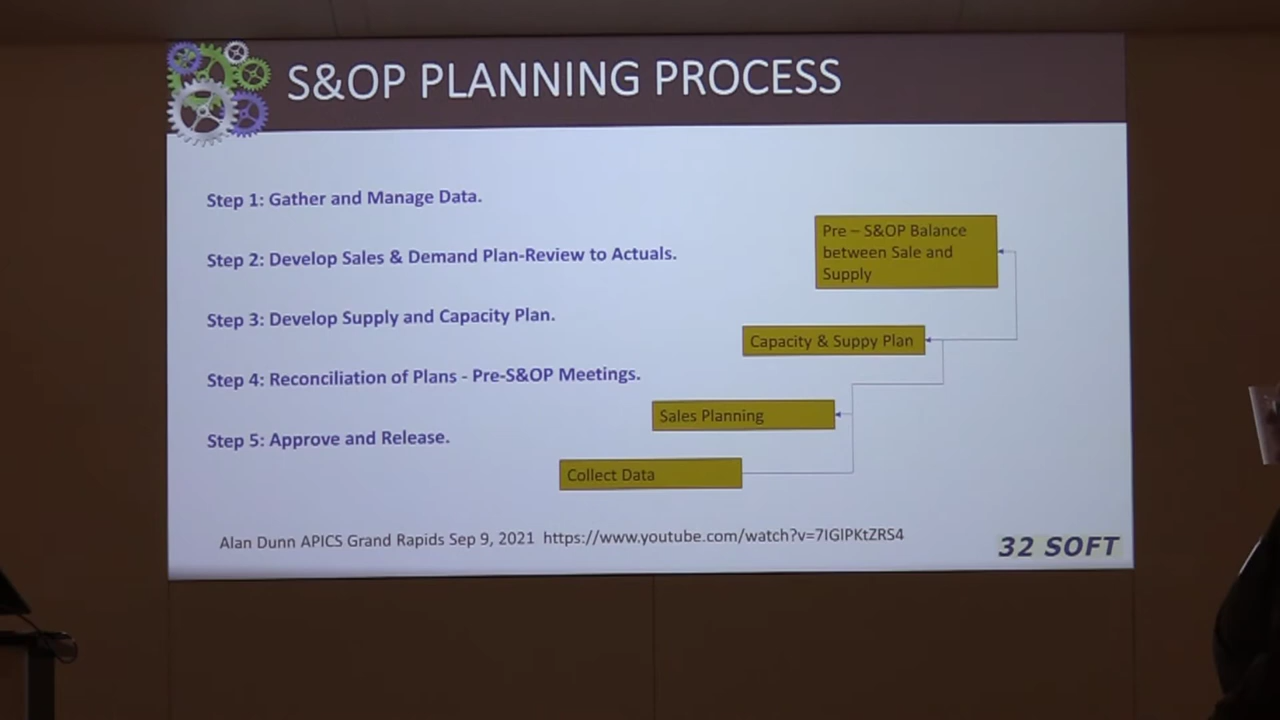 S&OP PLANNING PROCESS
Step 1: Gather and Manage Data.
Step 2: Develop Sales & Demand Plan-Review to Actuals.
Step 3: Develop Supply and Capacity Plan.
Step 4: Reconciliation of Plans - Pre-S&OP Meetings.
Step 5: Approve and Release.
Pre – S&OP Balance
between Sale and
Supply
Capacity & Suppy Plan
Sales Planning
Collect Data
Alan Dunn APICS Grand Rapids Sep 9, 2021 https://www.youtube.com/watch?v=7IGlPKtZRS4
32 SOFT